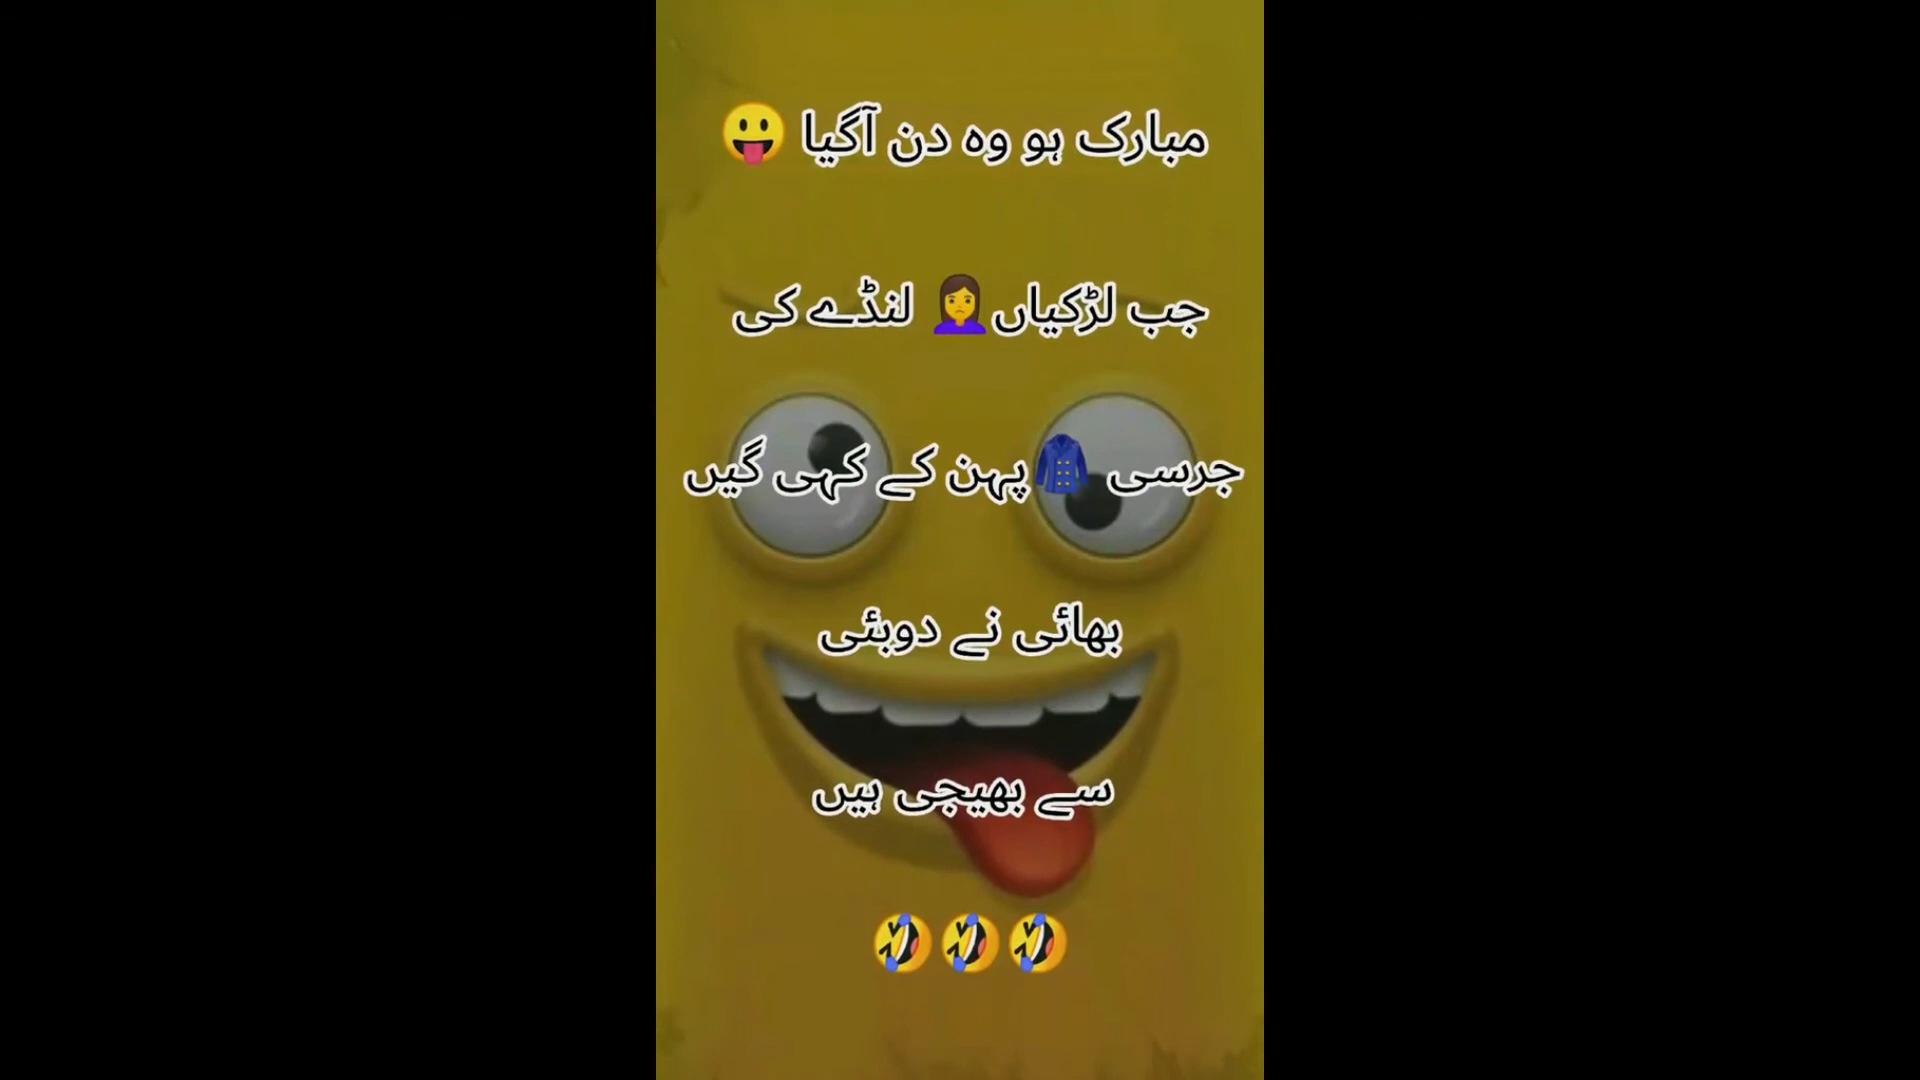 مبارک ہو وہ دن آگیا 😛
جب لڑکیاں🙍‍♀️ لنڈے کی
جرسی 🧥پہن کے کہی گیں
بھائی نے دوبئی
سے بھیجی ہیں
🤣🤣🤣